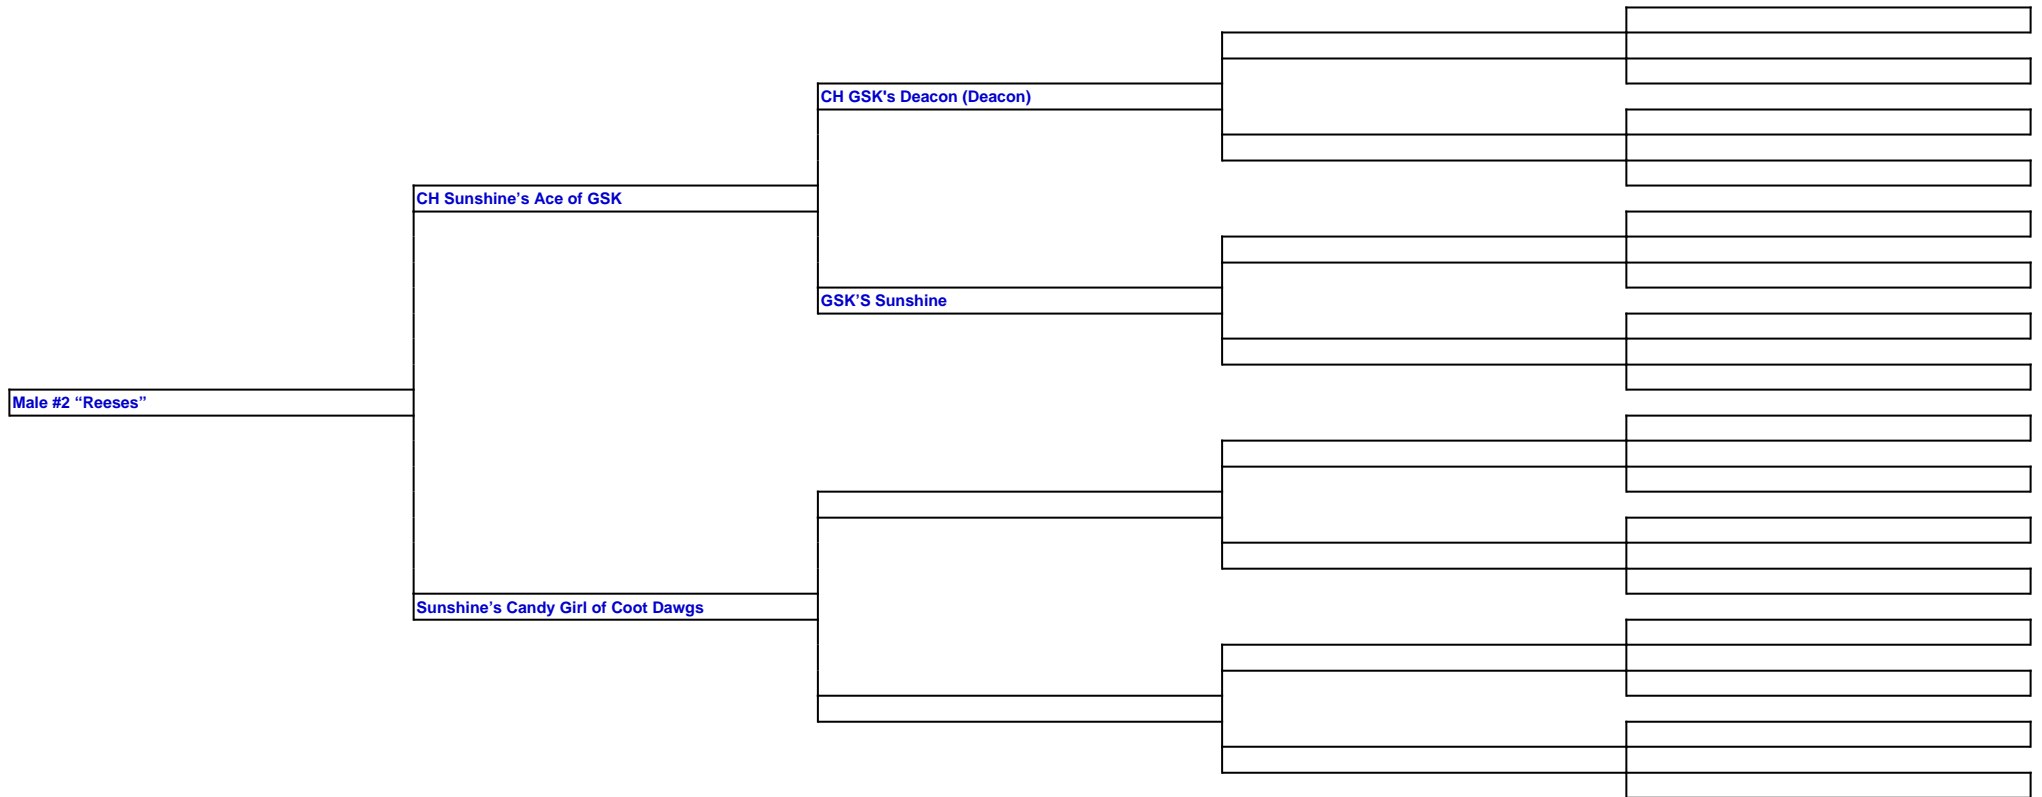 CH GSK's Deacon (Deacon)
CH Sunshine’s Ace of GSK
GSK’S Sunshine
Male #2 “Reeses”
Sunshine’s Candy Girl of Coot Dawgs